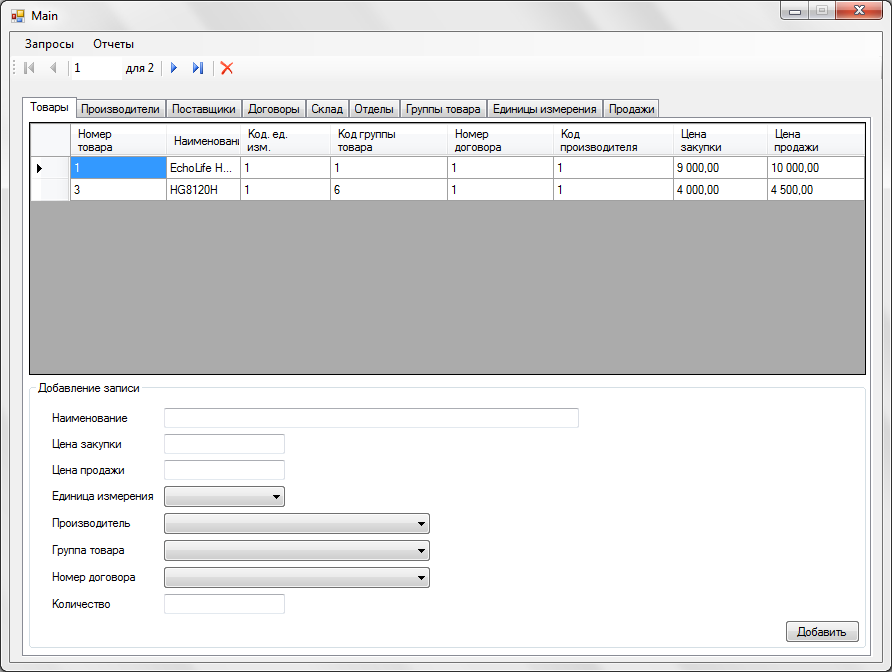 Main
Запросы Отчеты
1 для 2
Товары Производители Поставщики Договоры Склад Отделы Группы товара Единицы измерения Продажи
Номер товара Наименовани Код. ед. изм. Код группы товара Номер договора Код производителя Цена закупки Цена продажи
1 EchoLife H... 1 1 1 1 9 000,00 10 000,00
3 HG8120H 1 6 1 1 4 000,00 4 500,00
Добавление записи
Наименование
Цена закупки
Цена продажи
Единица измерения
Производитель
Группа товара
Номер договора
Количество
Добавить